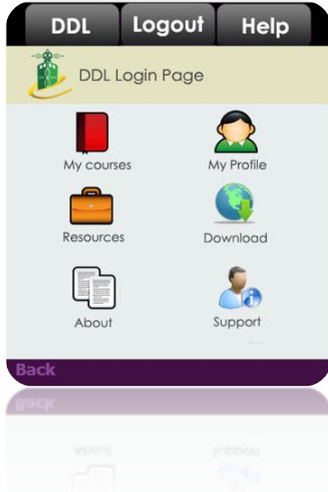 DDL Logout Help
DDL Login Page
My courses My Profile
Resources Download
About Support
Back